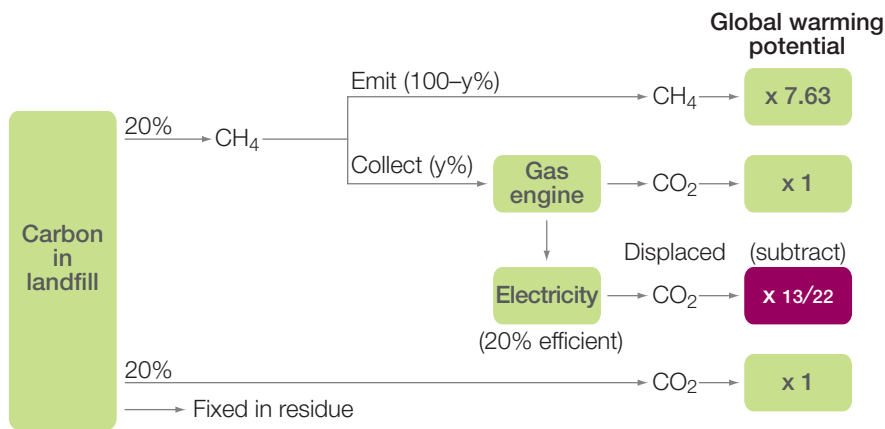 Global warming
potential
Emit (100–y%)
CH₄
x 7.63
20%
CH₄
Collect (y%)
Gas
engine
CO₂
x 1
Carbon
in
landfill
Displaced
(subtract)
Electricity
CO₂
x 13/22
(20% efficient)
20%
CO₂
x 1
Fixed in residue